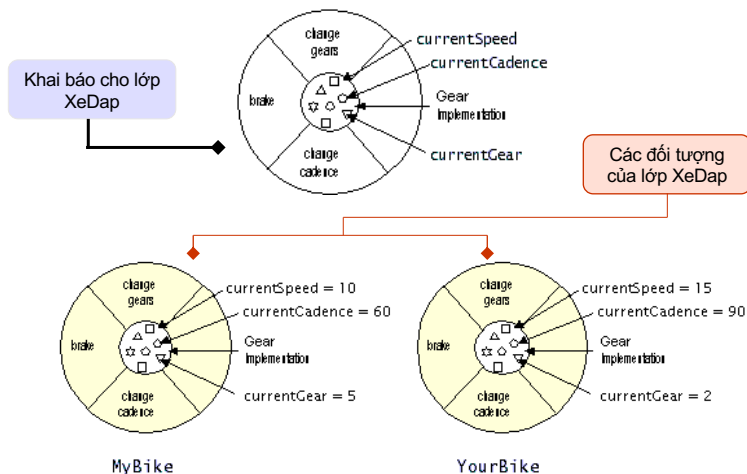 change
gears
currentSpeed
currentCadence
Khai báo cho lớp
XeDap
brake
Gear
Implementation
change
cadence
currentGear
Các đối tượng
của lớp XeDap
change
gears
currentSpeed = 10
currentCadence = 60
brake
Gear
Implementation
change
cadence
currentGear = 5
MyBike
change
gears
currentSpeed = 15
currentCadence = 90
brake
Gear
Implementation
change
cadence
currentGear = 2
YourBike